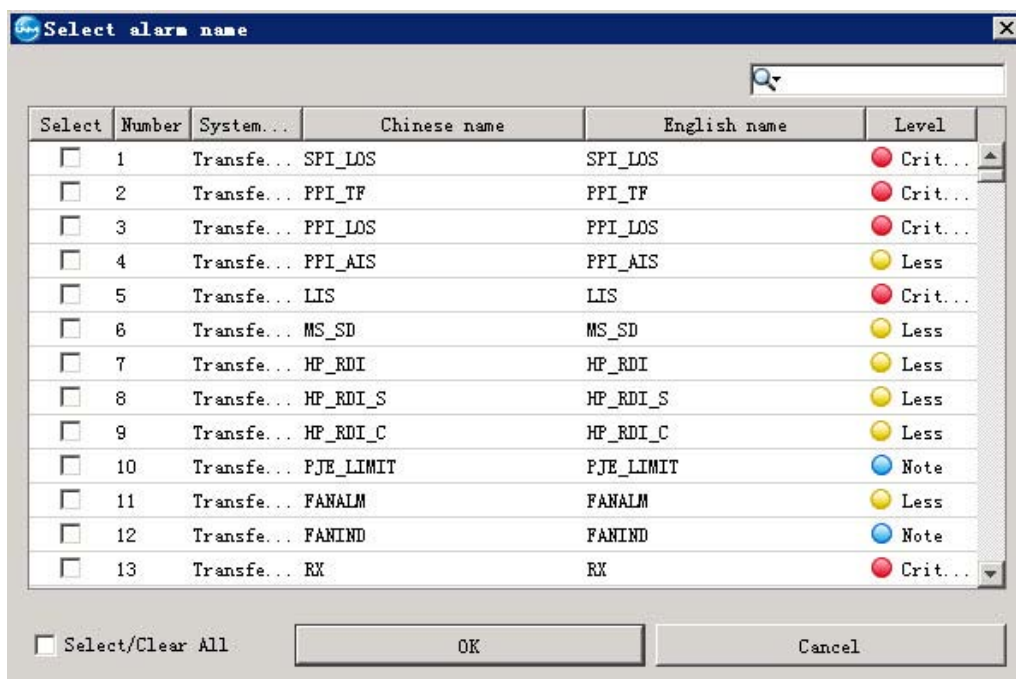 Select alarm name
Select Number System... Chinese name English name Level
1 Transfe... SPI_LOS SPI_LOS Crit...
2 Transfe... PPI_TF PPI_TF Crit...
3 Transfe... PPI_LOS PPI_LOS Crit...
4 Transfe... PPI_AIS PPI_AIS Less
5 Transfe... LIS LIS Crit...
6 Transfe... MS_SD MS_SD Less
7 Transfe... HP_RDI HP_RDI Less
8 Transfe... HP_RDI_S HP_RDI_S Less
9 Transfe... HP_RDI_C HP_RDI_C Less
10 Transfe... PJE_LIMIT PJE_LIMIT Note
11 Transfe... FANALM FANALM Less
12 Transfe... FANIND FANIND Note
13 Transfe... RX RX Crit...
Select/Clear All OK Cancel